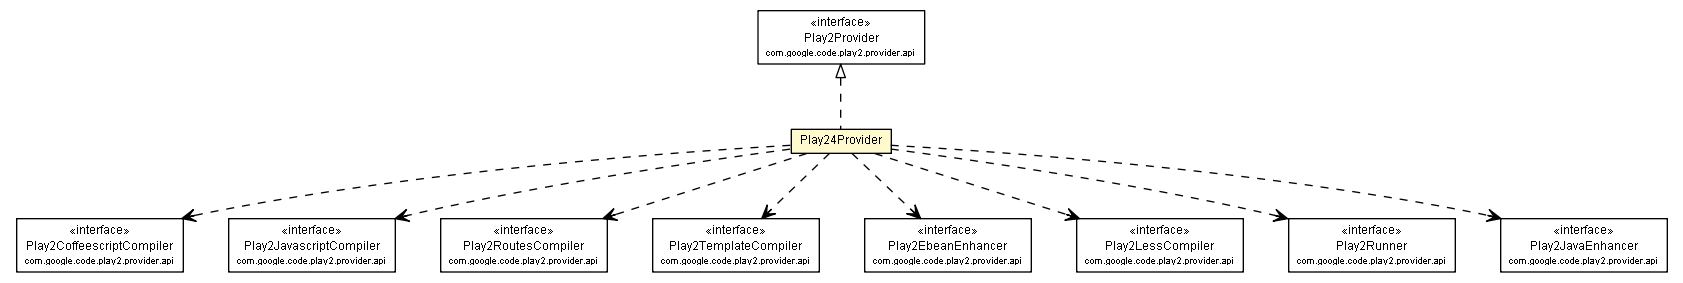 «interface»
Play2Provider
com.google.code.play2.provider.api
Play24Provider
«interface»
Play2CoffeescriptCompiler
com.google.code.play2.provider.api
«interface»
Play2JavascriptCompiler
com.google.code.play2.provider.api
«interface»
Play2RoutesCompiler
com.google.code.play2.provider.api
«interface»
Play2TemplateCompiler
com.google.code.play2.provider.api
«interface»
Play2EbeanEnhancer
com.google.code.play2.provider.api
«interface»
Play2LessCompiler
com.google.code.play2.provider.api
«interface»
Play2Runner
com.google.code.play2.provider.api
«interface»
Play2JavaEnhancer
com.google.code.play2.provider.api